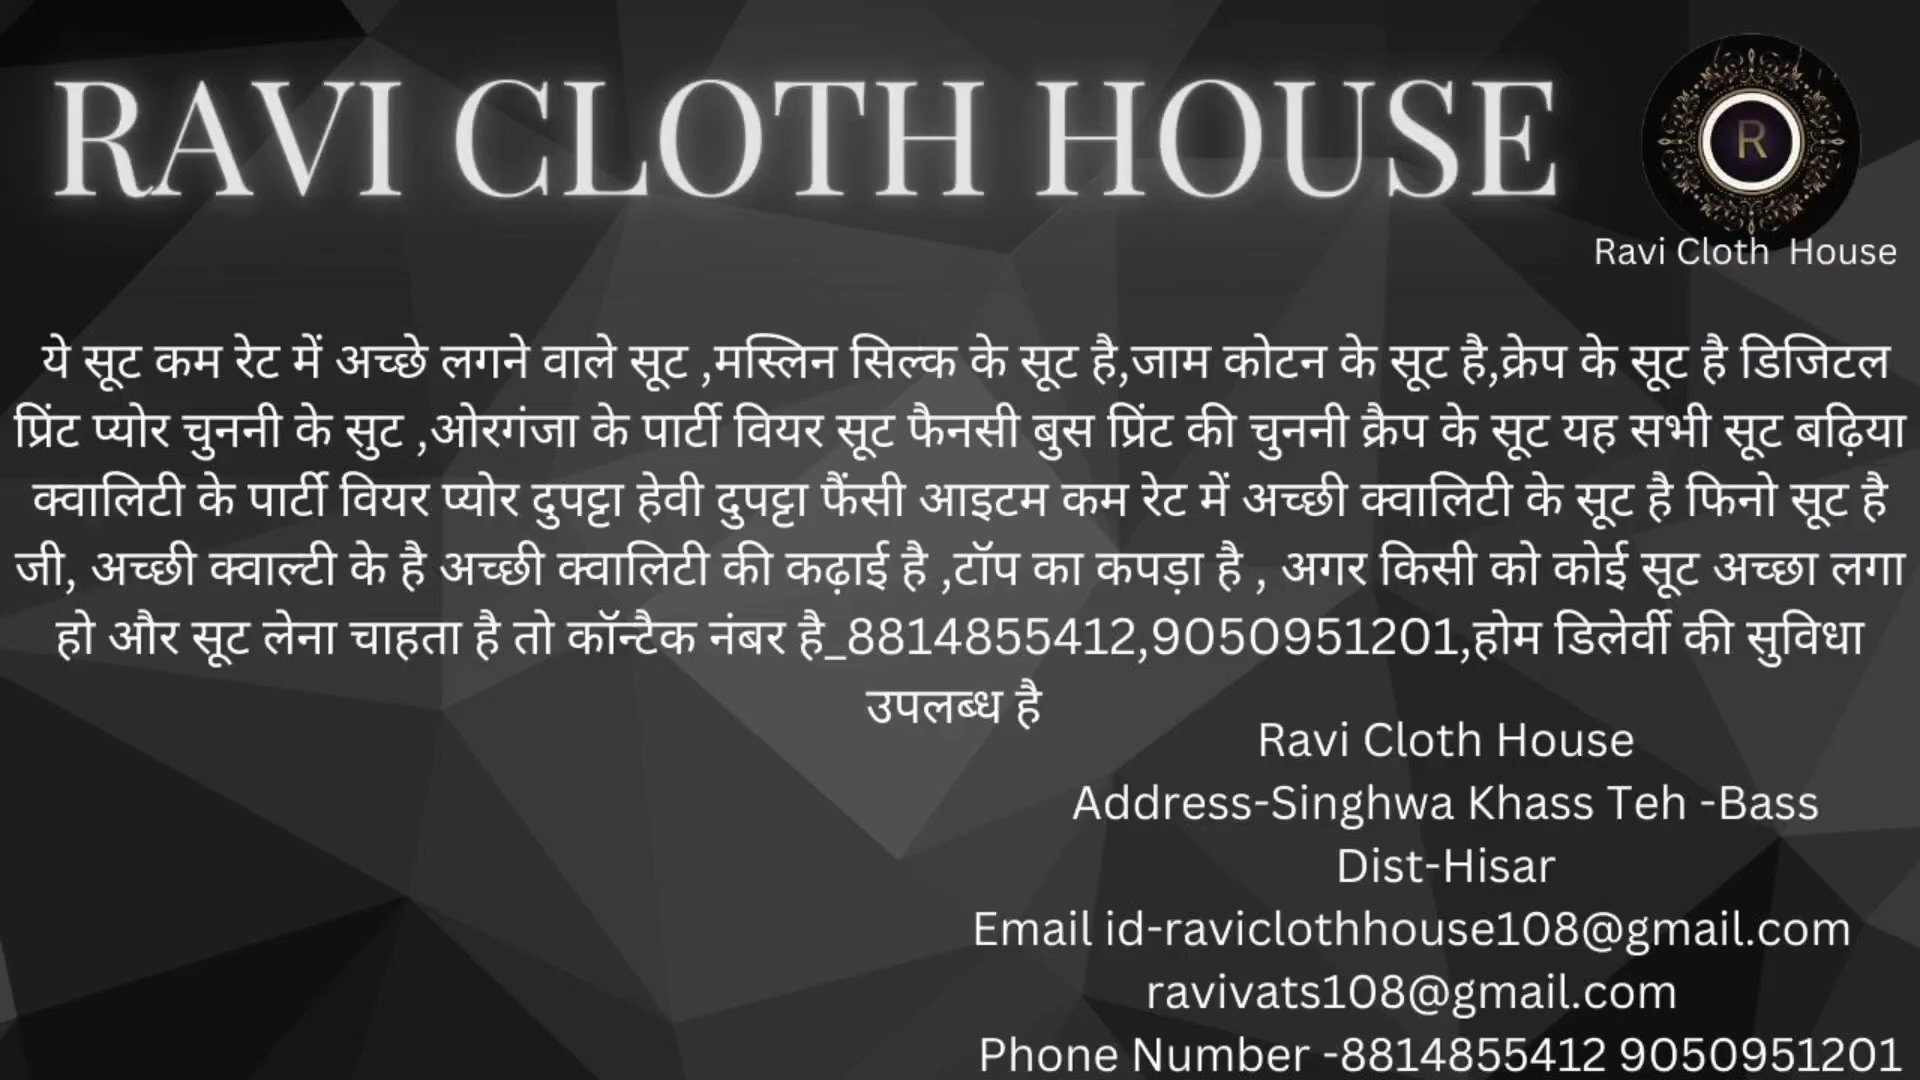 RAVI CLOTH HOUSE
R
Ravi Cloth House
ये सूट कम रेट में अच्छे लगने वाले सूट ,मस्लिन सिल्क के सूट है,जाम कोटन के सूट है,क्रेप के सूट है डिजिटल
प्रिंट प्योर चुननी के सुट ,ओरगंजा के पार्टी वियर सूट फैनसी बुस प्रिंट की चुननी क्रैप के सूट यह सभी सूट बढ़िया
क्वालिटी के पार्टी वियर प्योर दुपट्टा हेवी दुपट्टा फैंसी आइटम कम रेट में अच्छी क्वालिटी के सूट है फिनो सूट है
जी, अच्छी क्वाल्टी के है अच्छी क्वालिटी की कढ़ाई है ,टॉप का कपड़ा है , अगर किसी को कोई सूट अच्छा लगा
हो और सूट लेना चाहता है तो कॉन्टैक नंबर है_8814855412,9050951201,होम डिलेर्वी की सुविधा
उपलब्ध है
Ravi Cloth House
Address-Singhwa Khass Teh -Bass
Dist-Hisar
Email id-raviclothhouse108@gmail.com
ravivats108@gmail.com
Phone Number -8814855412 9050951201